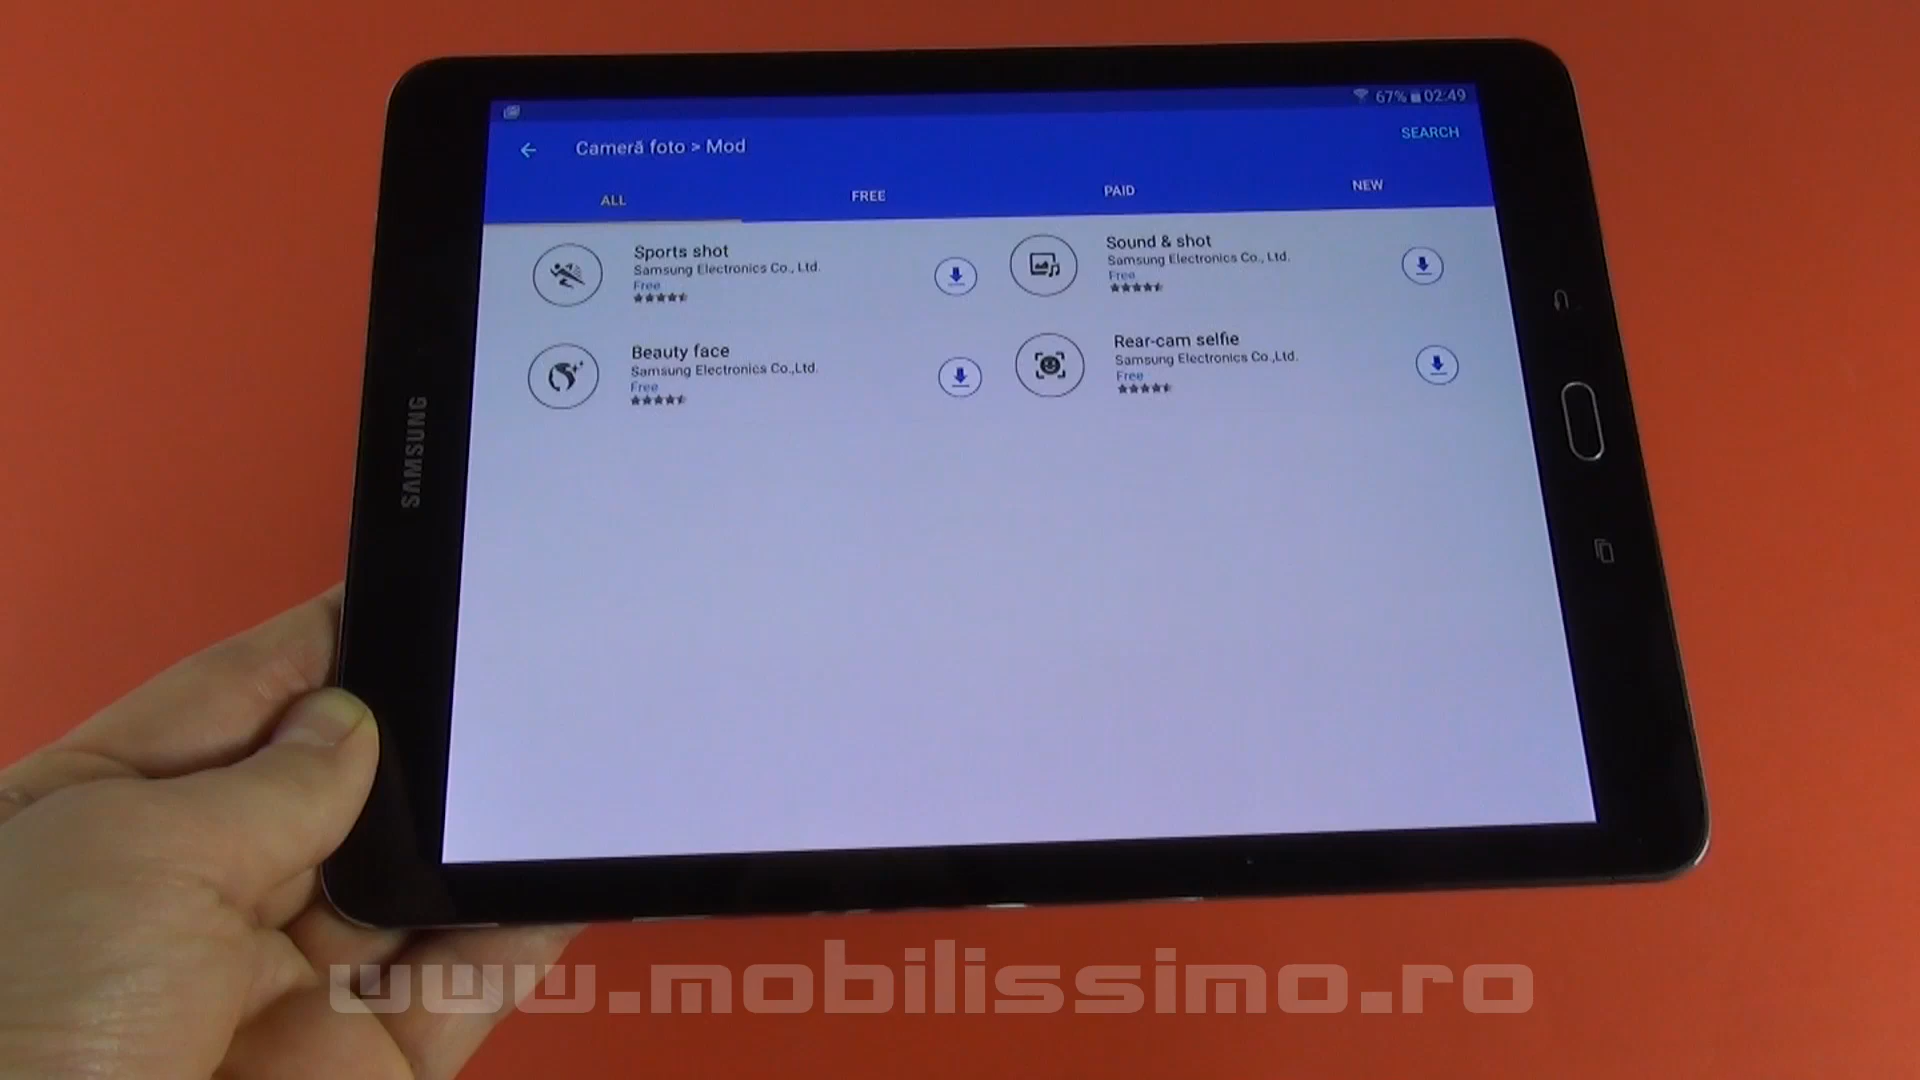 67% 02:49
Cameră foto > Mod
SEARCH
ALL
FREE
PAID
NEW
Sports shot
Samsung Electronics Co., Ltd.
Free
Sound & shot
Samsung Electronics Co., Ltd.
Free
Beauty face
Samsung Electronics Co.,Ltd.
Free
Rear-cam selfie
Samsung Electronics Co.,Ltd.
Free
SAMSUNG
www.mobilissimo.ro